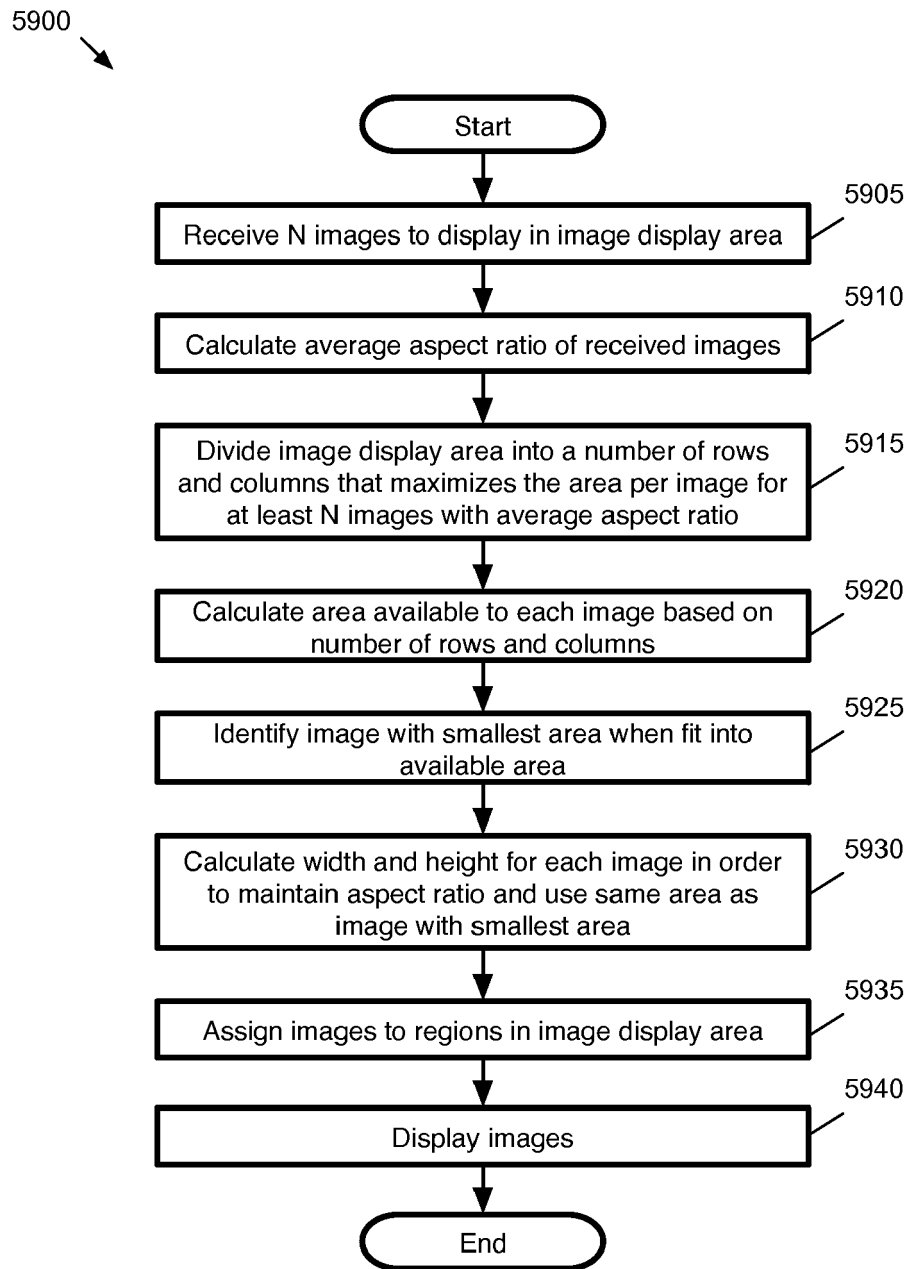 5900
Start
5905
Receive N images to display in image display area
5910
Calculate average aspect ratio of received images
5915
Divide image display area into a number of rows
and columns that maximizes the area per image for
at least N images with average aspect ratio
5920
Calculate area available to each image based on
number of rows and columns
5925
Identify image with smallest area when fit into
available area
5930
Calculate width and height for each image in order
to maintain aspect ratio and use same area as
image with smallest area
5935
Assign images to regions in image display area
5940
Display images
End